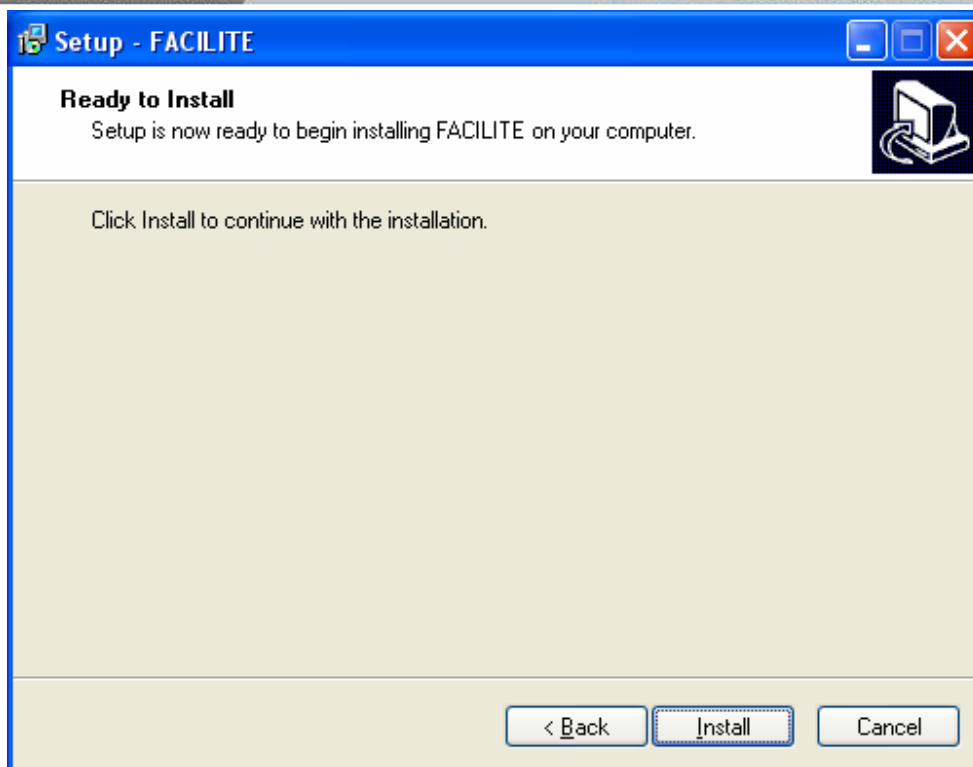 Setup - FACILITE
Ready to Install
Setup is now ready to begin installing FACILITE on your computer.
Click Install to continue with the installation.
< Back
Install
Cancel